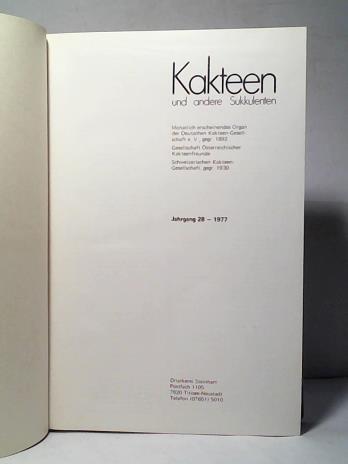 Kakteen
und andere Sukkulenten
Monatlich erscheinendes Organ
der Deutschen Kakteen-Gesell-
schaft e. V., gegr. 1892
Gesellschaft Österreichischer
Kakteenfreunde
Schweizerischen Kakteen-
Gesellschaft, gegr. 1930
Jahrgang 28 – 1977
Druckerei Steinhart
Postfach 1105
7820 Titisee-Neustadt
Telefon (07651) 5010